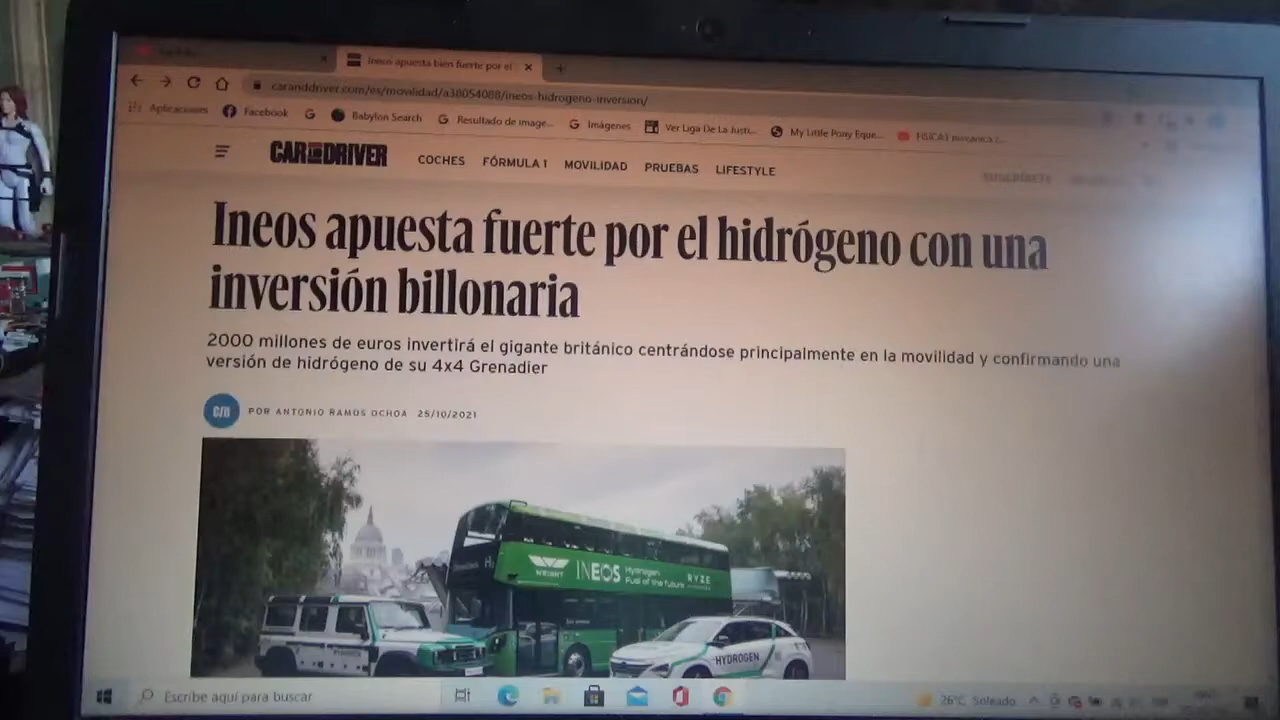 Ineos apuesta bien fuerte por el
caranddriver.com/es/movilidad/a38054088/ineos-hidrogeno-inversion/
Aplicaciones Facebook Babylon Search Resultado de image... Imágenes Ver Liga De La Justi... My Little Pony Eque...
CAR AND DRIVER COCHES FÓRMULA 1 MOVILIDAD PRUEBAS LIFESTYLE SUSCRÍBETE
Ineos apuesta fuerte por el hidrógeno con una
inversión billonaria
2000 millones de euros invertirá el gigante británico centrándose principalmente en la movilidad y confirmando una
versión de hidrógeno de su 4x4 Grenadier
C/D POR ANTONIO RAMOS OCHOA 25/10/2021
WRIGHT INEOS Hydrogen RYZE
Fuel of the future
HYDROGEN
Escribe aquí para buscar 26°C Soleado